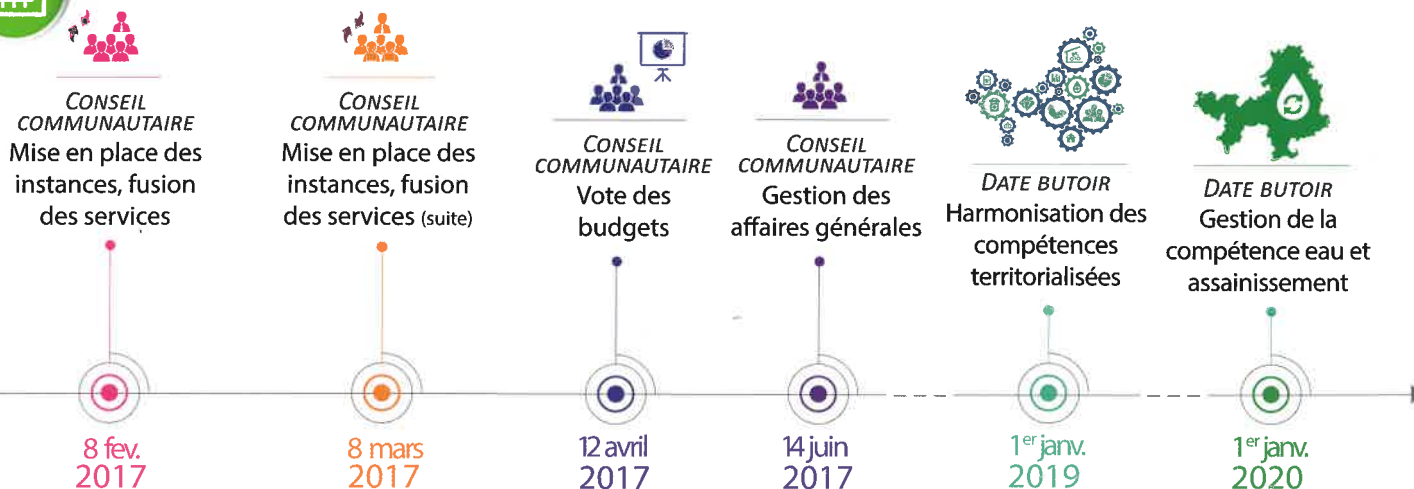 CONSEIL
COMMUNAUTAIRE
Mise en place des
instances, fusion
des services
8 fev.
2017
CONSEIL
COMMUNAUTAIRE
Mise en place des
instances, fusion
des services (suite)
8 mars
2017
CONSEIL
COMMUNAUTAIRE
Vote des
budgets
12 avril
2017
CONSEIL
COMMUNAUTAIRE
Gestion des
affaires générales
14 juin
2017
DATE BUTOIR
Harmonisation des
compétences
territorialisées
1er janv.
2019
DATE BUTOIR
Gestion de la
compétence eau et
assainissement
1er janv.
2020